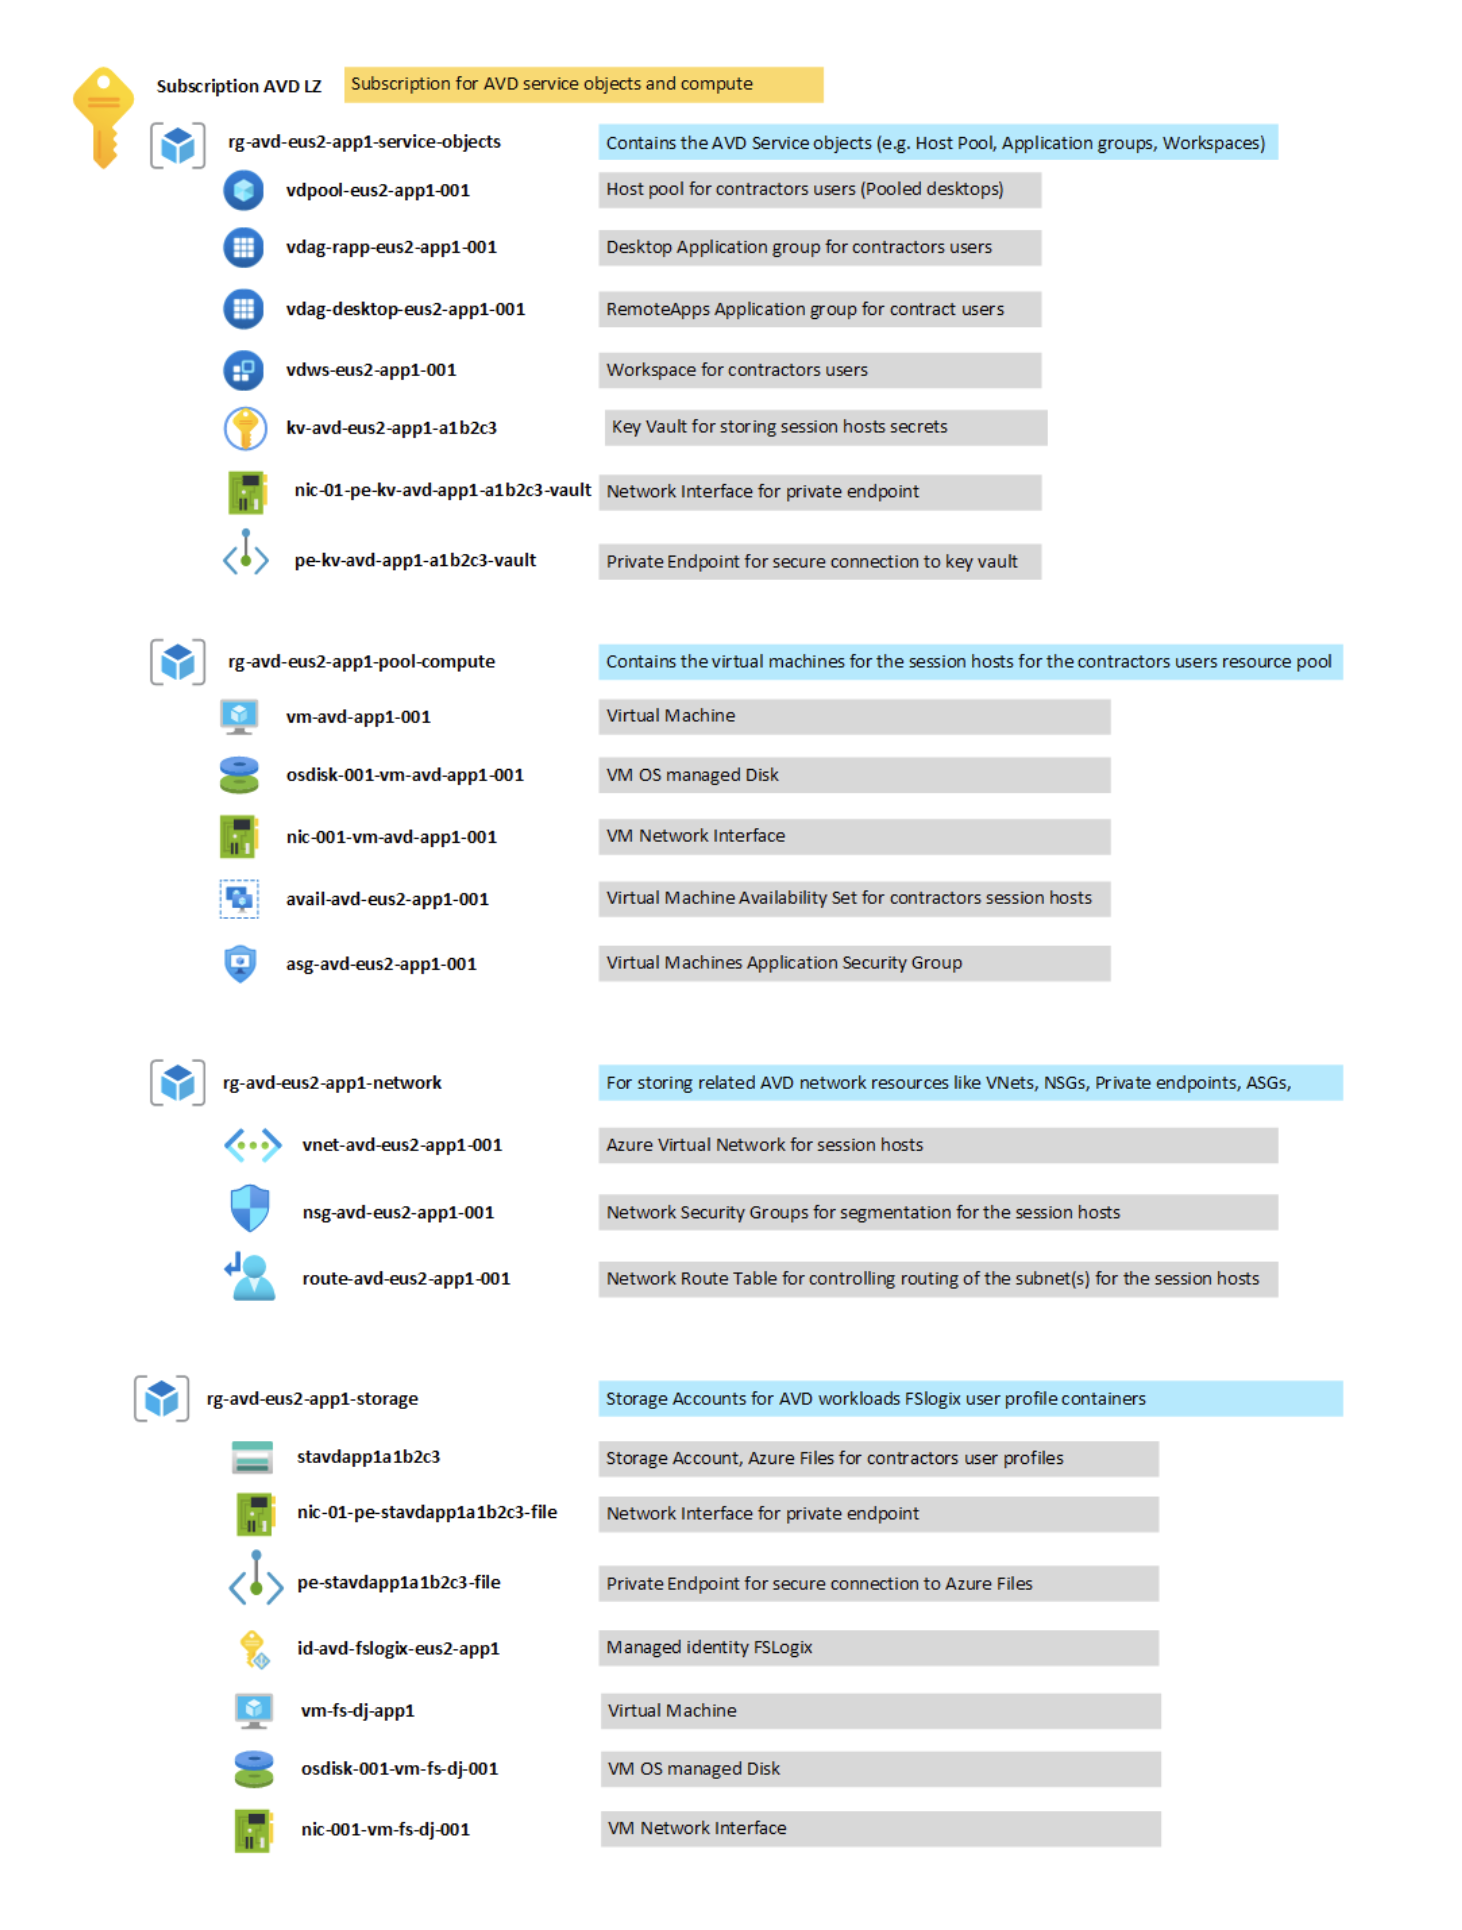 Subscription AVD LZ Subscription for AVD service objects and compute
rg-avd-eus2-app1-service-objects Contains the AVD Service objects (e.g. Host Pool, Application groups, Workspaces)
vdpool-eus2-app1-001 Host pool for contractors users (Pooled desktops)
vdag-rapp-eus2-app1-001 Desktop Application group for contractors users
vdag-desktop-eus2-app1-001 RemoteApps Application group for contract users
vdws-eus2-app1-001 Workspace for contractors users
kv-avd-eus2-app1-a1b2c3 Key Vault for storing session hosts secrets
nic-01-pe-kv-avd-app1-a1b2c3-vault Network Interface for private endpoint
pe-kv-avd-app1-a1b2c3-vault Private Endpoint for secure connection to key vault
rg-avd-eus2-app1-pool-compute Contains the virtual machines for the session hosts for the contractors users resource pool
vm-avd-app1-001 Virtual Machine
osdisk-001-vm-avd-app1-001 VM OS managed Disk
nic-001-vm-avd-app1-001 VM Network Interface
avail-avd-eus2-app1-001 Virtual Machine Availability Set for contractors session hosts
asg-avd-eus2-app1-001 Virtual Machines Application Security Group
rg-avd-eus2-app1-network For storing related AVD network resources like VNets, NSGs, Private endpoints, ASGs,
vnet-avd-eus2-app1-001 Azure Virtual Network for session hosts
nsg-avd-eus2-app1-001 Network Security Groups for segmentation for the session hosts
route-avd-eus2-app1-001 Network Route Table for controlling routing of the subnet(s) for the session hosts
rg-avd-eus2-app1-storage Storage Accounts for AVD workloads FSlogix user profile containers
stavdapp1a1b2c3 Storage Account, Azure Files for contractors user profiles
nic-01-pe-stavdapp1a1b2c3-file Network Interface for private endpoint
pe-stavdapp1a1b2c3-file Private Endpoint for secure connection to Azure Files
id-avd-fslogix-eus2-app1 Managed identity FSLogix
vm-fs-dj-app1 Virtual Machine
osdisk-001-vm-fs-dj-001 VM OS managed Disk
nic-001-vm-fs-dj-001 VM Network Interface